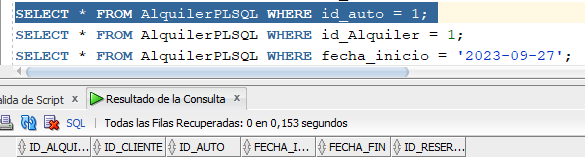 SELECT * FROM AlquilerPLSQL WHERE id_auto = 1;
SELECT * FROM AlquilerPLSQL WHERE id_Alquiler = 1;
SELECT * FROM AlquilerPLSQL WHERE fecha_inicio = '2023-09-27';
alida de Script x Resultado de la Consulta x
SQL | Todas las Filas Recuperadas: 0 en 0,153 segundos
ID_ALQUI... ID_CLIENTE ID_AUTO FECHA_I... FECHA_FIN ID_RESER...